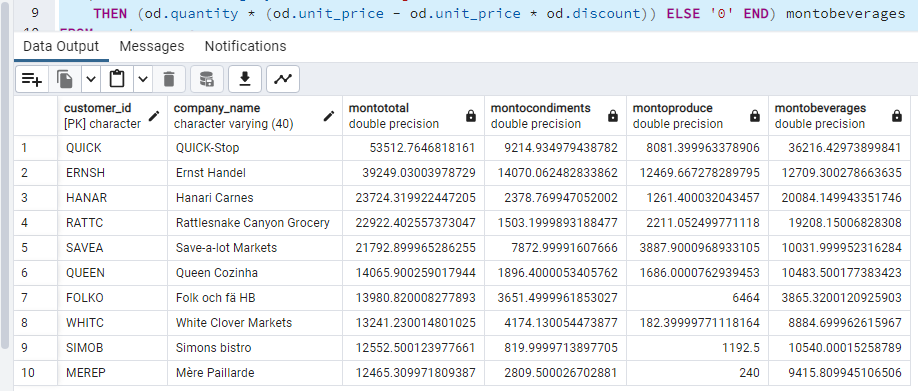 9 THEN (od.quantity * (od.unit_price - od.unit_price * od.discount)) ELSE '0' END) montobeverages
Data Output Messages Notifications
customer_id company_name montototal montocondiments montoproduce montobeverages
[PK] character character varying (40) double precision double precision double precision double precision
1 QUICK QUICK-Stop 53512.7646818161 9214.934979438782 8081.399963378906 36216.42973899841
2 ERNSH Ernst Handel 39249.03003978729 14070.062482833862 12469.667278289795 12709.300278663635
3 HANAR Hanari Carnes 23724.319922447205 2378.769947052002 1261.400032043457 20084.149943351746
4 RATTC Rattlesnake Canyon Grocery 22922.402557373047 1503.1999893188477 2211.052499771118 19208.15006828308
5 SAVEA Save-a-lot Markets 21792.899965286255 7872.99991607666 3887.9000968933105 10031.999952316284
6 QUEEN Queen Cozinha 14065.900259017944 1896.4000053405762 1686.0000762939453 10483.500177383423
7 FOLKO Folk och fä HB 13980.820008277893 3651.4999961853027 6464 3865.3200120925903
8 WHITC White Clover Markets 13241.230014801025 4174.130054473877 182.39999771118164 8884.699962615967
9 SIMOB Simons bistro 12552.500123977661 819.9999713897705 1192.5 10540.00015258789
10 MEREP Mère Paillarde 12465.309971809387 2809.500026702881 240 9415.809945106506